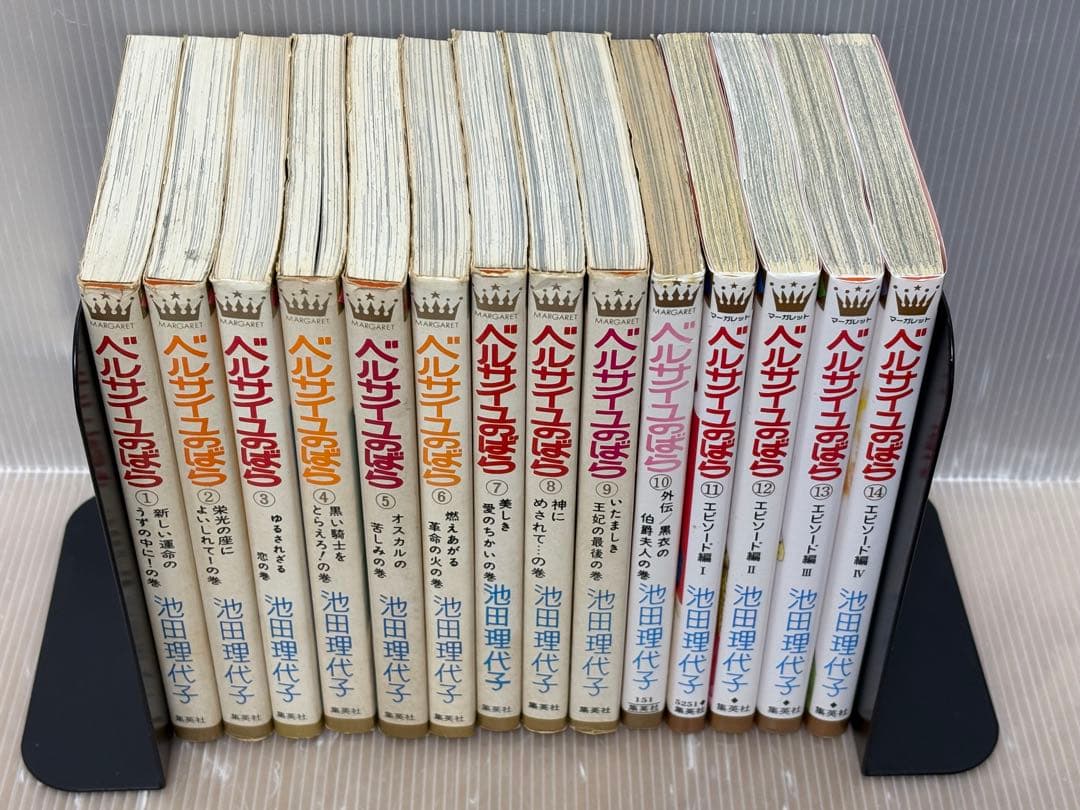 MARGARET
ベルサイユのばら
①
新しい運命の
うずの中に!の巻
池田理代子
集英社
MARGARET
ベルサイユのばら
②
栄光の座に
よいしれて!の巻
池田理代子
集英社
MARGARET
ベルサイユのばら
③
ゆるされざる
恋の巻
池田理代子
集英社
MARGARET
ベルサイユのばら
④
黒い騎士を
とらえろ!の巻
池田理代子
集英社
MARGARET
ベルサイユのばら
⑤
オスカルの
苦しみの巻
池田理代子
集英社
MARGARET
ベルサイユのばら
⑥
燃えあがる
革命の火の巻
池田理代子
集英社
MARGARET
ベルサイユのばら
⑦
美しき
愛のちかいの巻
池田理代子
集英社
MARGARET
ベルサイユのばら
⑧
神に
めされて…の巻
池田理代子
集英社
MARGARET
ベルサイユのばら
⑨
いたましき
王妃の最後の巻
池田理代子
集英社
MARGARET
ベルサイユのばら
⑩
外伝/黒衣の
伯爵夫人の巻
池田理代子
151
集英社
マーガレット
ベルサイユのばら
⑪
エピソード編 I
池田理代子
5251◆
集英社
マーガレット
ベルサイユのばら
⑫
エピソード編 II
池田理代子
◆
集英社
マーガレット
ベルサイユのばら
⑬
エピソード編 III
池田理代子
◆
集英社
マーガレット
ベルサイユのばら
⑭
エピソード編 IV
池田理代子
◆
集英社